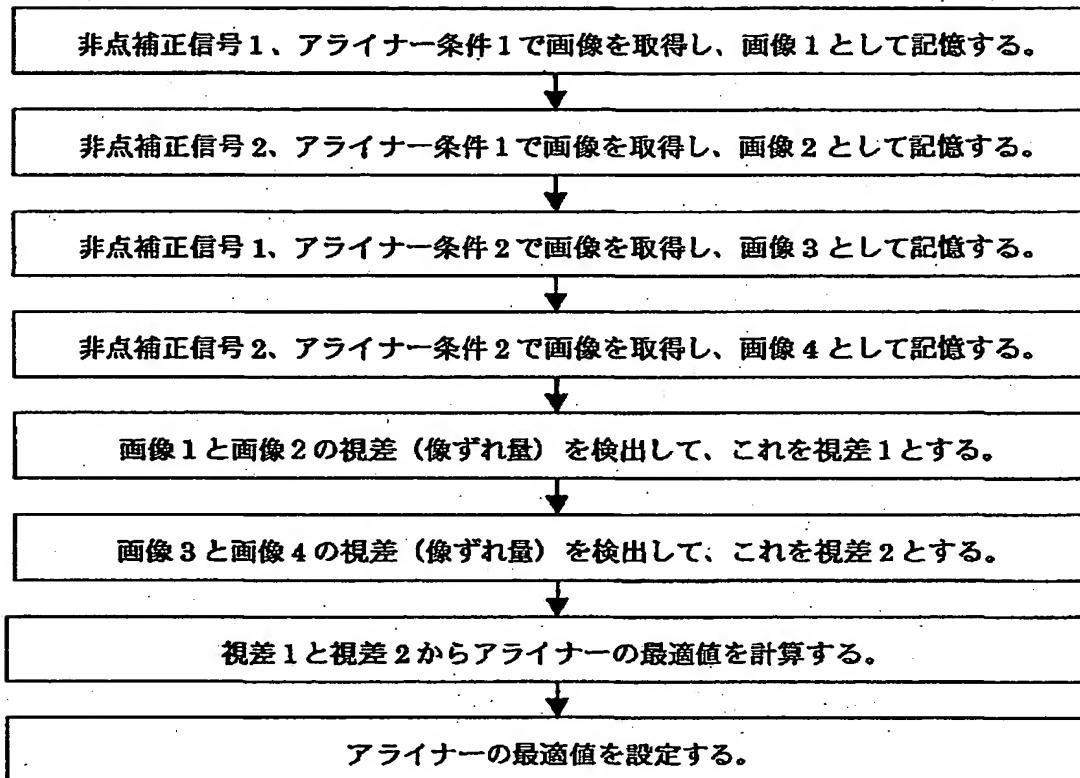 非点補正信号1、アライナー条件1で画像を取得し、画像1として記憶する。
非点補正信号2、アライナー条件1で画像を取得し、画像2として記憶する。
非点補正信号1、アライナー条件2で画像を取得し、画像3として記憶する。
非点補正信号2、アライナー条件2で画像を取得し、画像4として記憶する。
画像1と画像2の視差（像ずれ量）を検出して、これを視差1とする。
画像3と画像4の視差（像ずれ量）を検出して、これを視差2とする。
視差1と視差2からアライナーの最適値を計算する。
アライナーの最適値を設定する。